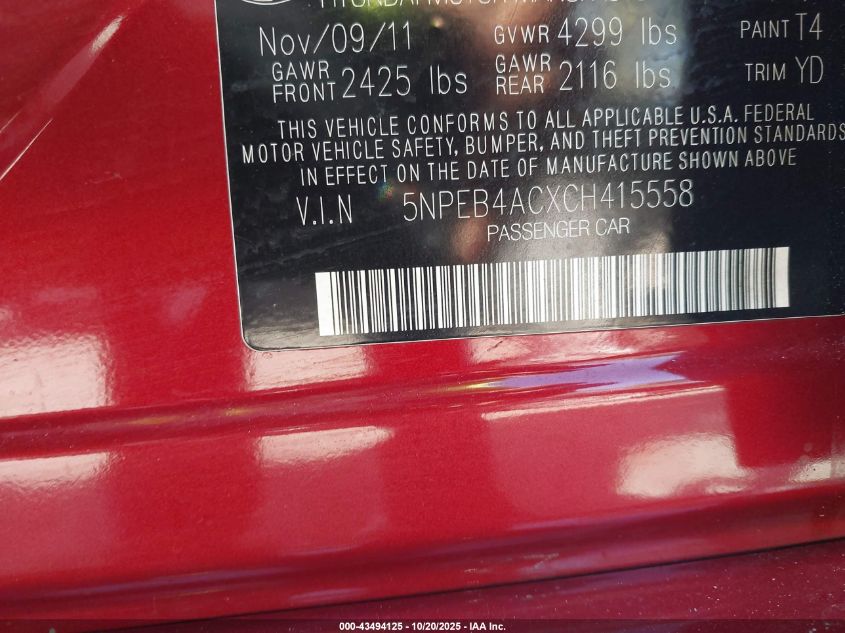 Nov/09/11 GVWR 4299 lbs PAINT T4
GAWR FRONT 2425 lbs GAWR REAR 2116 lbs. TRIM YD
THIS VEHICLE CONFORMS TO ALL APPLICABLE U.S.A. FEDERAL
MOTOR VEHICLE SAFETY, BUMPER, AND THEFT PREVENTION STANDARDS
IN EFFECT ON THE DATE OF MANUFACTURE SHOWN ABOVE
V.I.N 5NPEB4ACXCH415558
PASSENGER CAR
000-43494125 - 10/20/2025 - IAA Inc.